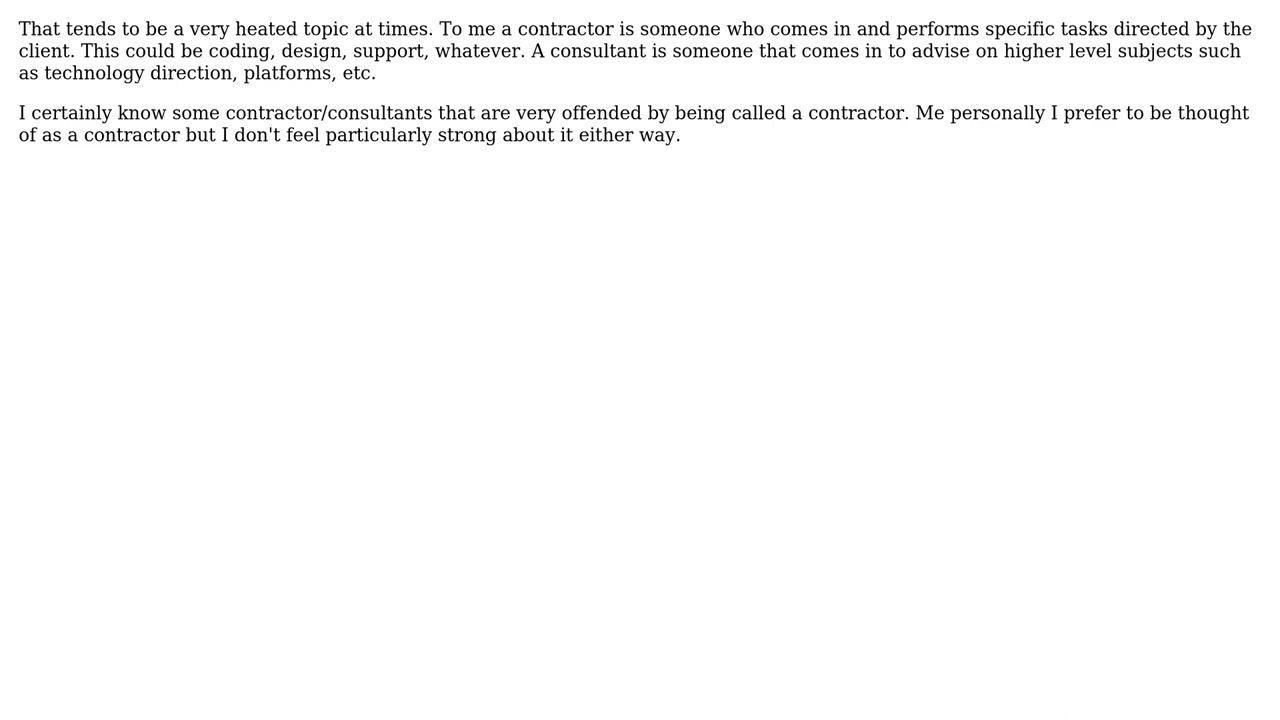 That tends to be a very heated topic at times. To me a contractor is someone who comes in and performs specific tasks directed by the
client. This could be coding, design, support, whatever. A consultant is someone that comes in to advise on higher level subjects such
as technology direction, platforms, etc.
I certainly know some contractor/consultants that are very offended by being called a contractor. Me personally I prefer to be thought
of as a contractor but I don't feel particularly strong about it either way.